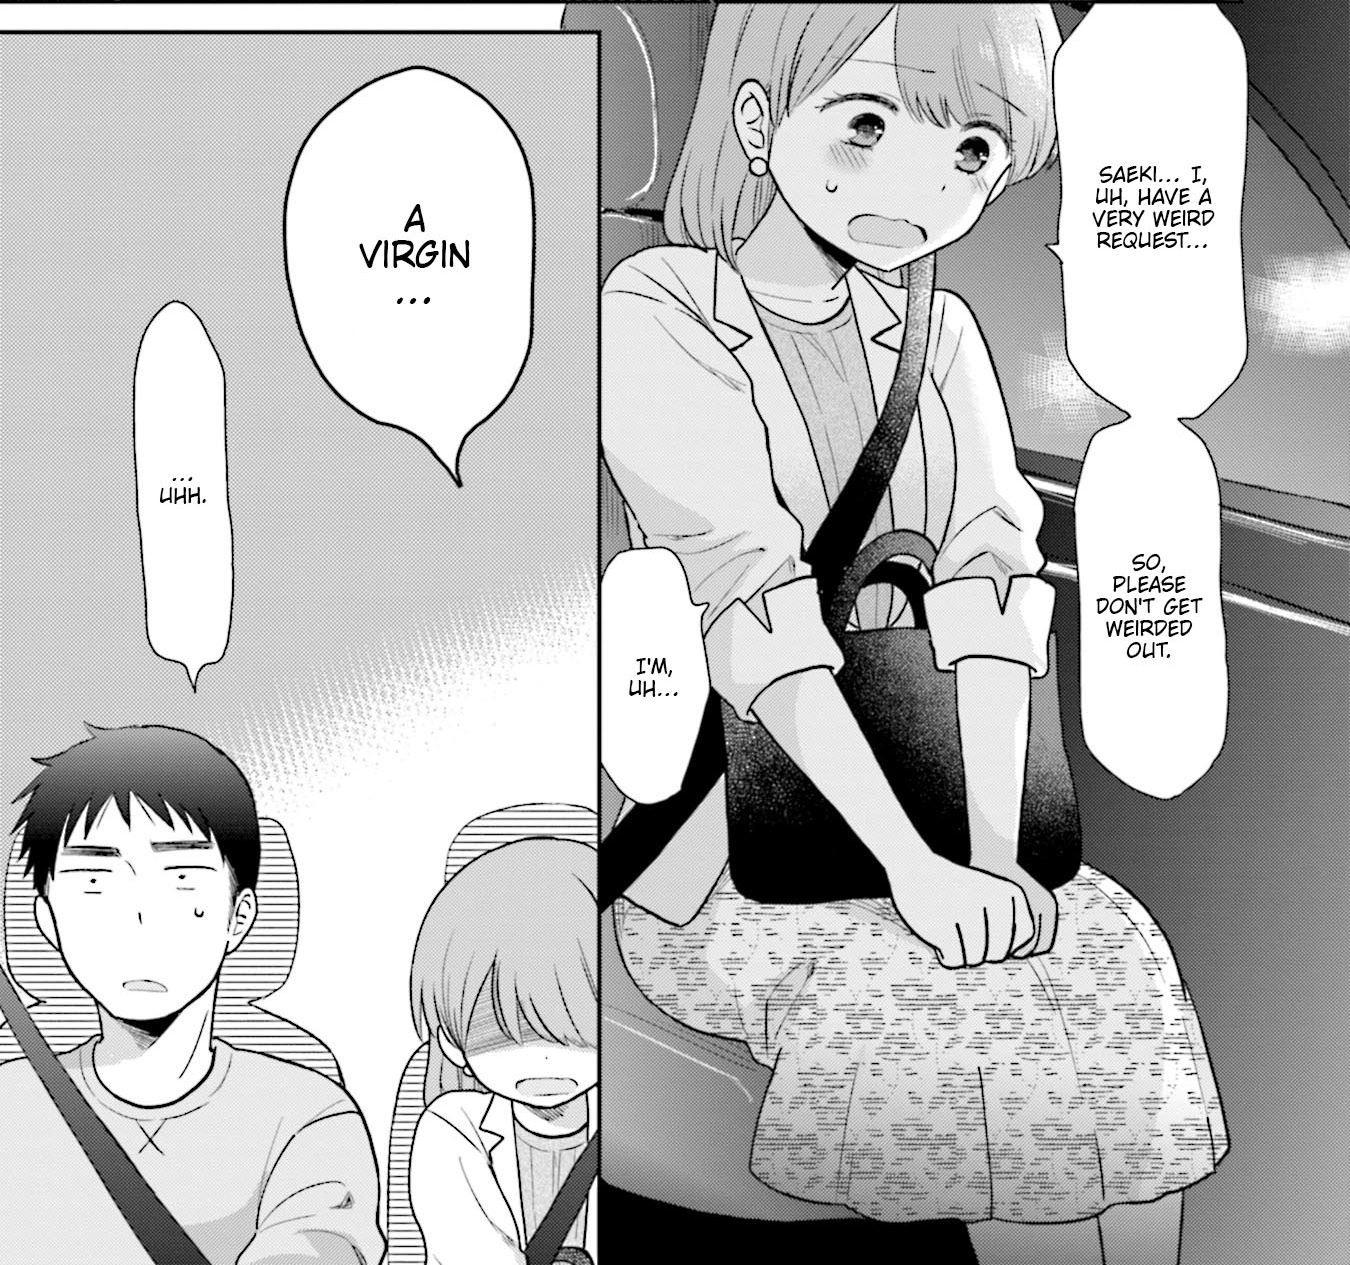 SAEKI... I,
UH, HAVE A
VERY WEIRD
REQUEST...
SO,
PLEASE
DON'T GET
WEIRDED
OUT.
I'M,
UH...
A
VIRGIN
...
...
UHH.